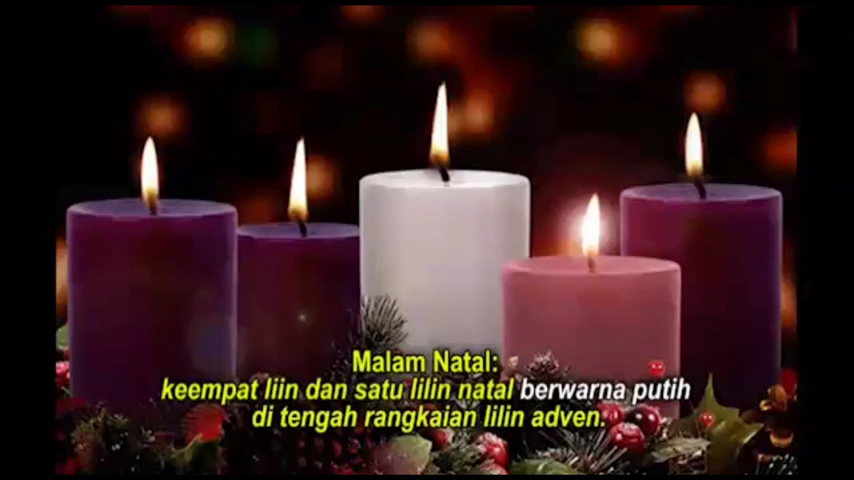 Malam Natal:
keempat liin dan satu lilin natal berwarna putih
di tengah rangkaian lilin adven.